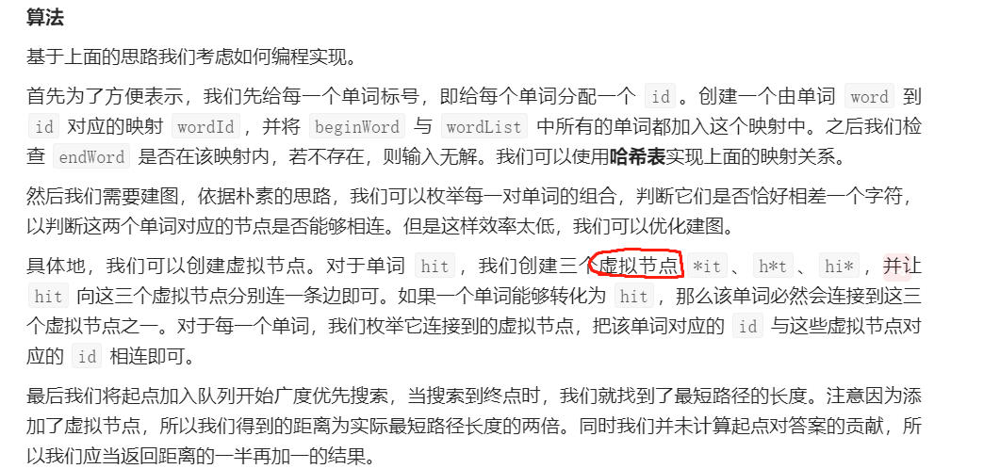 算法
基于上面的思路我们考虑如何编程实现。
首先为了方便表示，我们先给每一个单词标号，即给每个单词分配一个 id 。创建一个由单词 word 到
id 对应的映射 wordId ，并将 beginWord 与 wordList 中所有的单词都加入这个映射中。之后我们检
查 endWord 是否在该映射内，若不存在，则输入无解。我们可以使用哈希表实现上面的映射关系。
然后我们需要建图，依据朴素的思路，我们可以枚举每一对单词的组合，判断它们是否恰好相差一个字符，
以判断这两个单词对应的节点是否能够相连。但是这样效率太低，我们可以优化建图。
具体地，我们可以创建虚拟节点。对于单词 hit ，我们创建三个虚拟节点 *it 、 h*t 、 hi* ，并让
hit 向这三个虚拟节点分别连一条边即可。如果一个单词能够转化为 hit ，那么该单词必然会连接到这三
个虚拟节点之一。对于每一个单词，我们枚举它连接到的虚拟节点，把该单词对应的 id 与这些虚拟节点对
应的 id 相连即可。
最后我们将起点加入队列开始广度优先搜索，当搜索到终点时，我们就找到了最短路径的长度。注意因为添
加了虚拟节点，所以我们得到的距离为实际最短路径长度的两倍。同时我们并未计算起点对答案的贡献，所
以我们应当返回距离的一半再加一的结果。